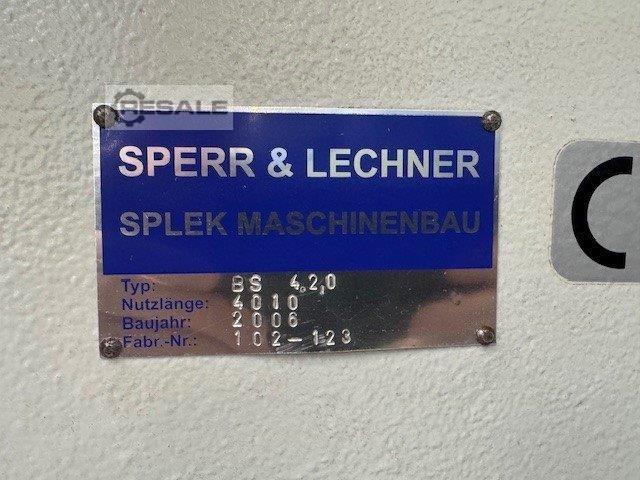 RESALE
SPERR & LECHNER
SPLEK MASCHINENBAU
Typ: BS 4.2,0
Nutzlänge: 4010
Baujahr: 2006
Fabr.-Nr.: 102-123